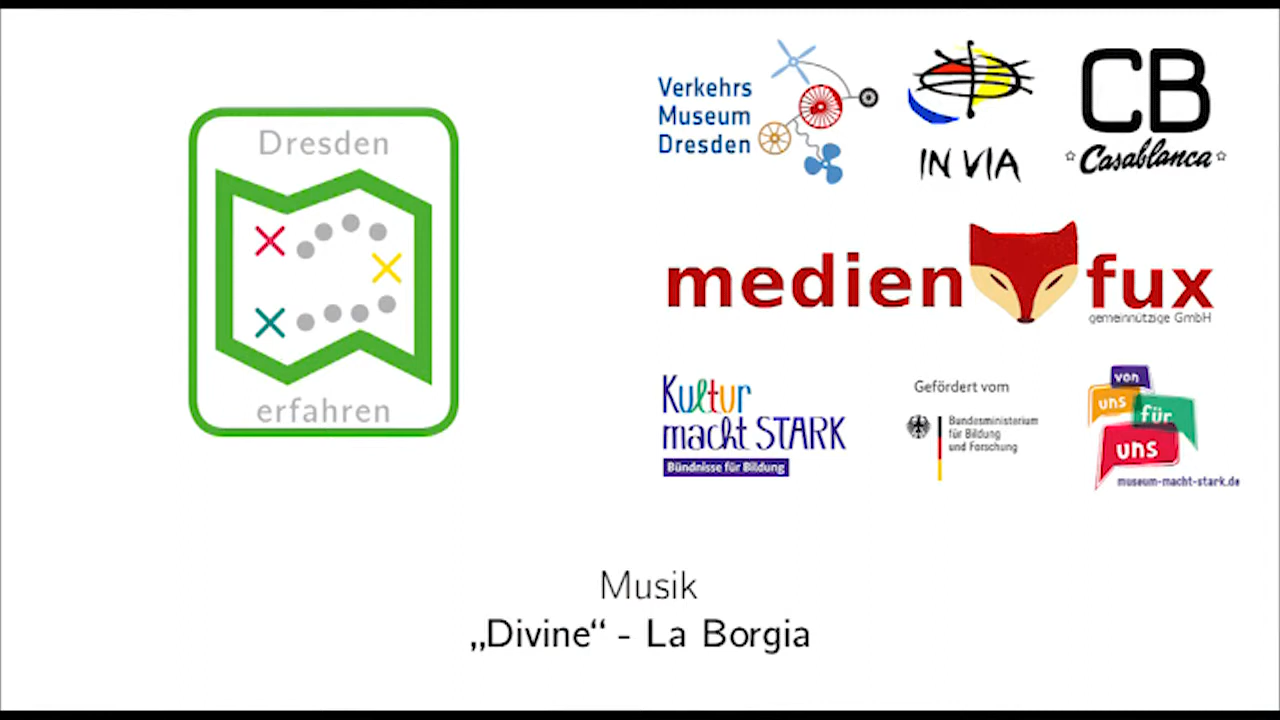 Dresden
erfahren
Verkehrs
Museum
Dresden
IN VIA
CB
Casablanca
medien fux
gemeinnützige GmbH
Kultur
macht STARK
Bündnisse für Bildung
Gefördert vom
Bundesministerium
für Bildung
und Forschung
von
uns
für
uns
museum-macht-stark.de
Musik
„Divine“ - La Borgia